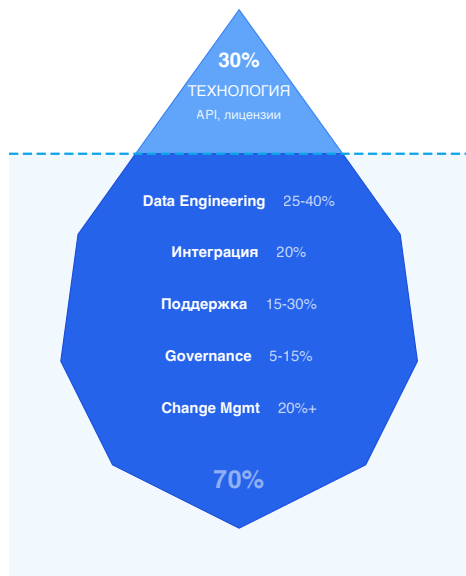 30%
ТЕХНОЛОГИЯ
API, лицензии
Data Engineering 25-40%
Интеграция 20%
Поддержка 15-30%
Governance 5-15%
Change Mgmt 20%+
70%